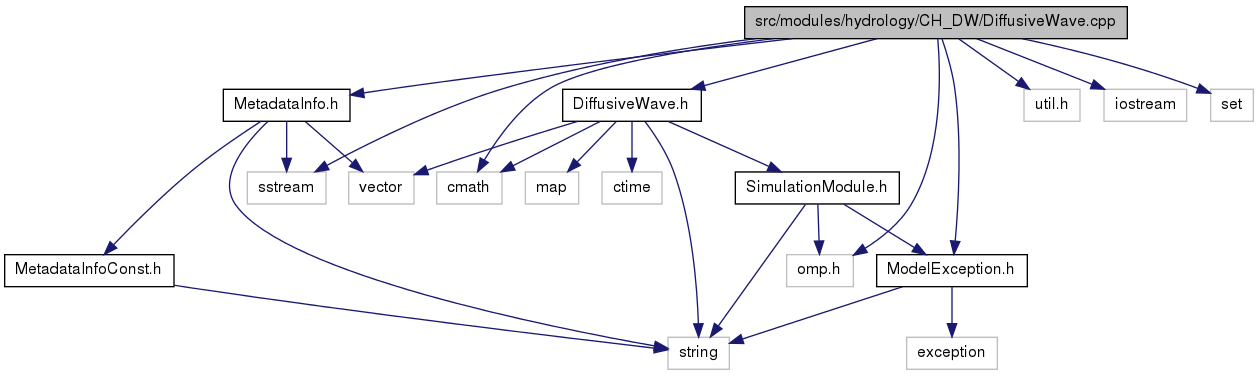 src/modules/hydrology/CH_DW/DiffusiveWave.cpp
MetadataInfo.h
DiffusiveWave.h
util.h
iostream
set
sstream
vector
cmath
map
ctime
SimulationModule.h
MetadataInfoConst.h
omp.h
ModelException.h
string
exception